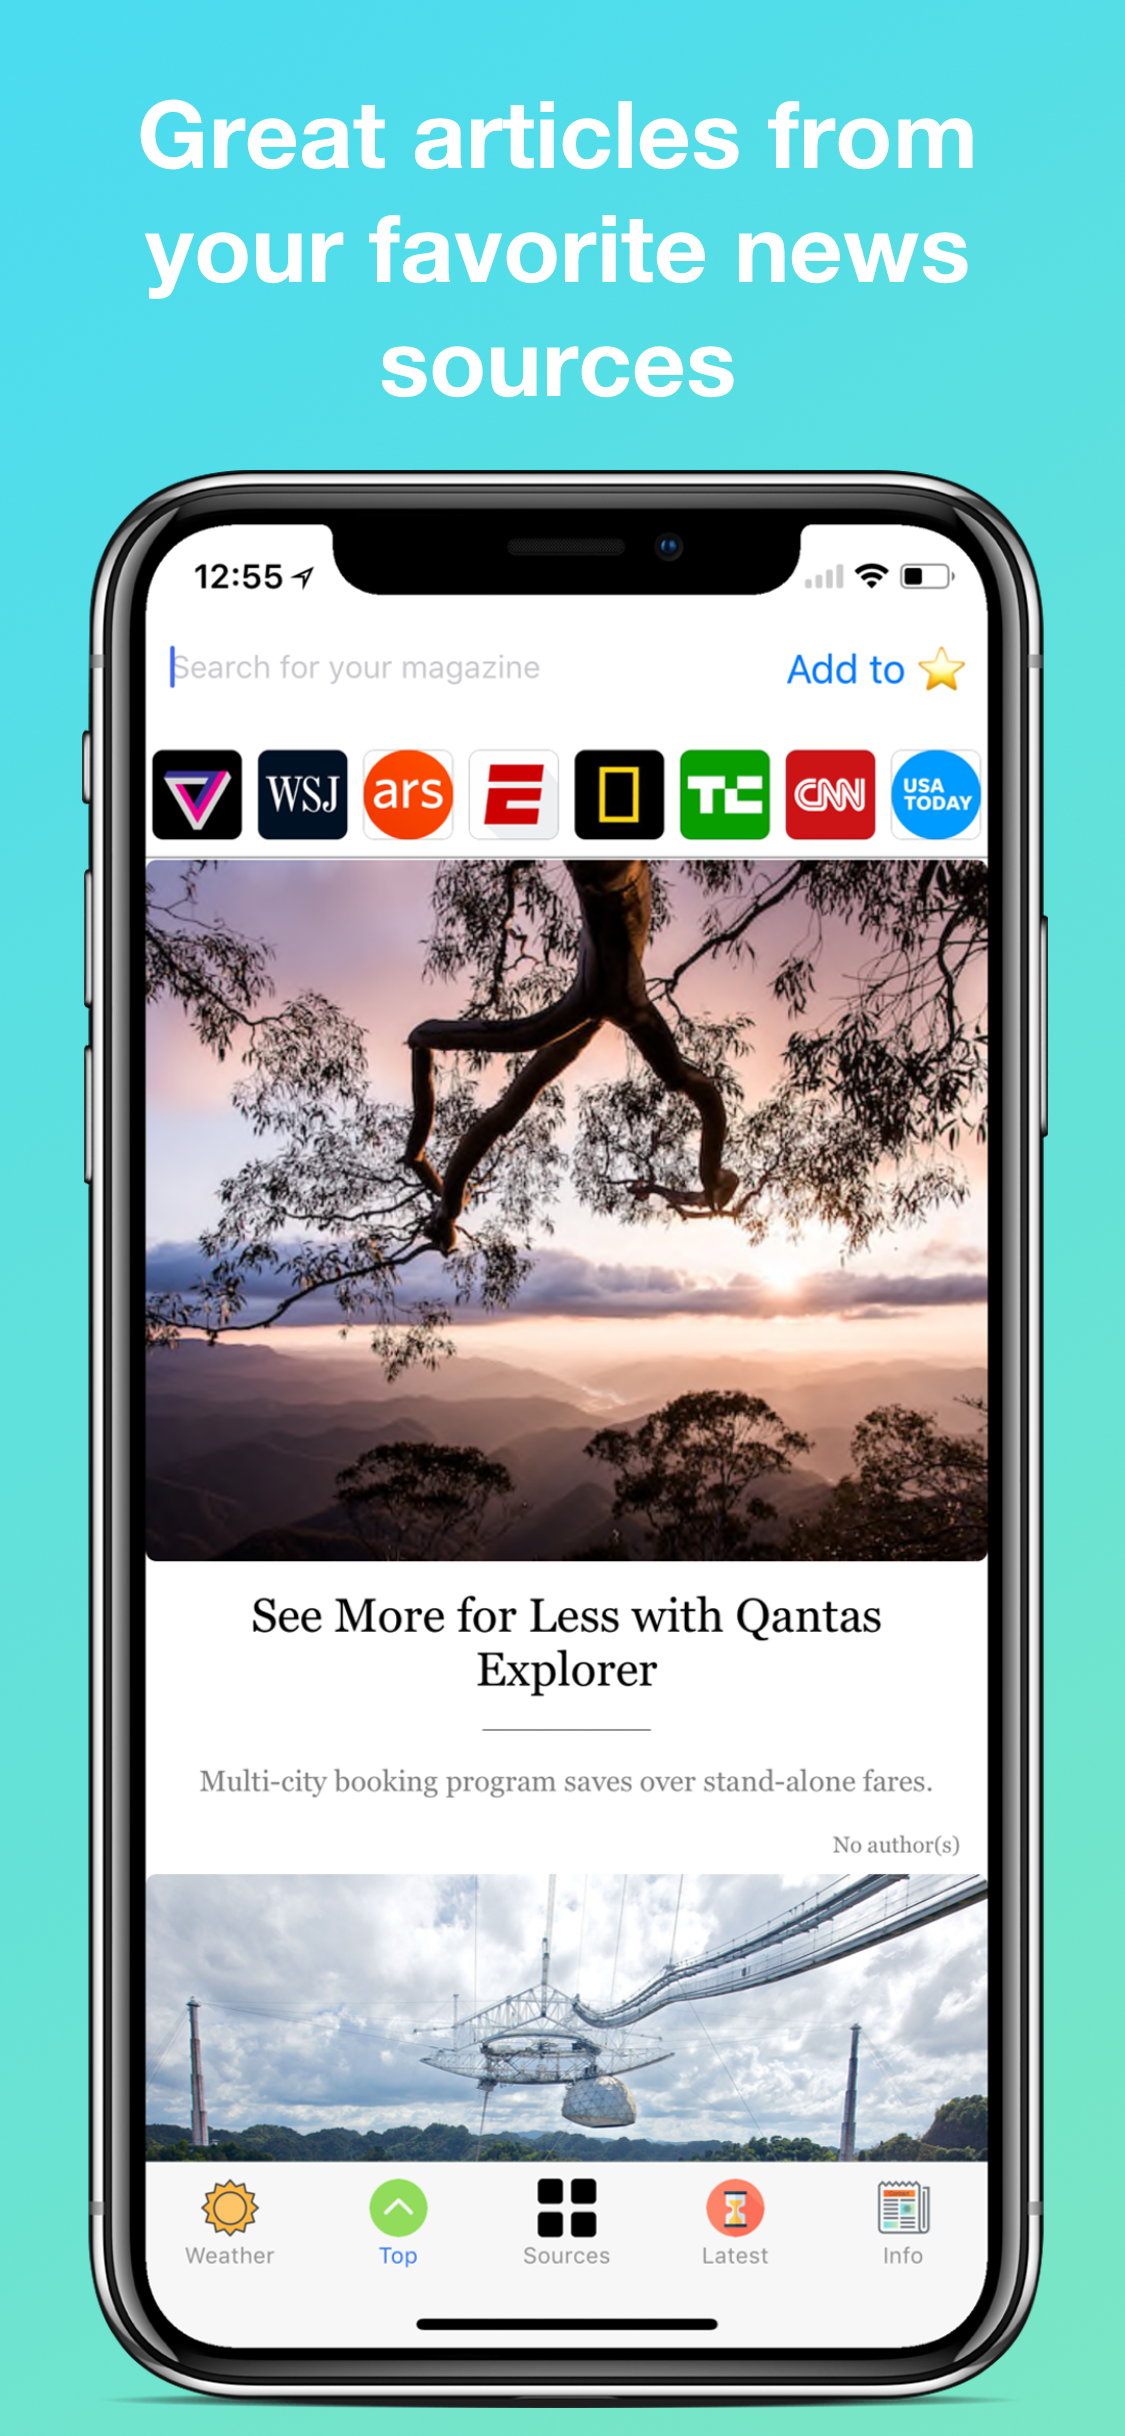 Great articles from
your favorite news
sources
12:55
Search for your magazine
Add to
WSJ
ars
E
TC
CNN
USA
TODAY
See More for Less with Qantas
Explorer
Multi-city booking program saves over stand-alone fares.
No author(s)
Weather
Top
Sources
Latest
Info